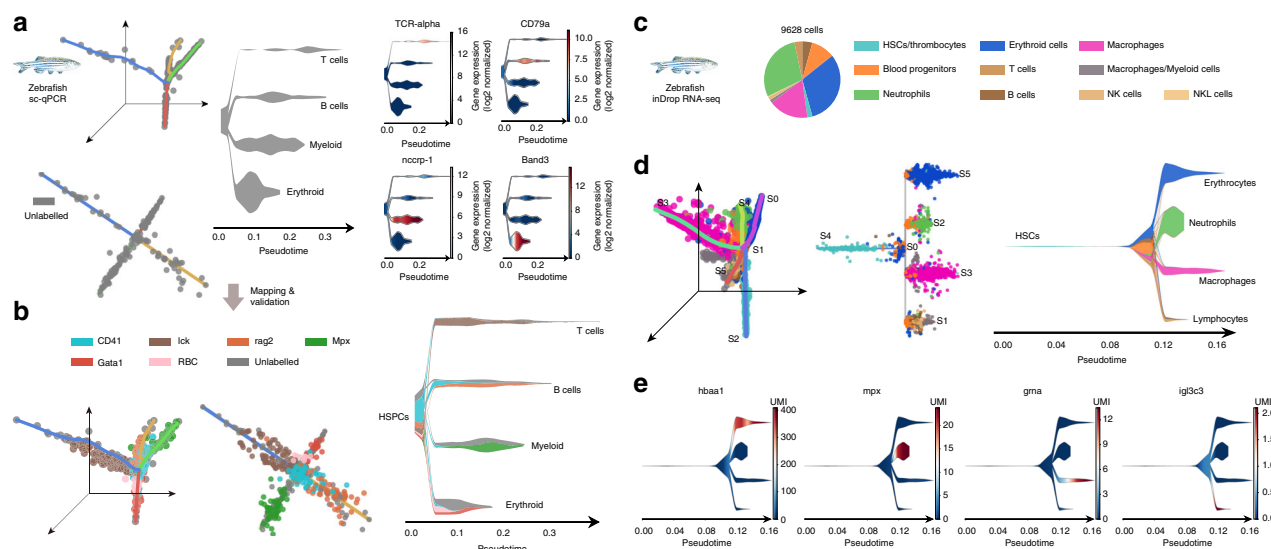 a
Zebrafish
sc-qPCR
Unlabelled
T cells
B cells
Myeloid
Erythroid
0.0 0.1 0.2 0.3
Pseudotime
TCR-alpha
16
12
8
4
0
Gene expression
(log2 normalized)
0 0.2
CD79a
10.0
7.5
5.0
2.5
0.0
Gene expression
(log2 normalized)
0 0.2
Pseudotime
Pseudotime
nccrp-1
12
9
6
3
0
Gene expression
(log2 normalized)
0 0.2
Pseudotime
Band3
12
9
6
3
0
Gene expression
(log2 normalized)
0 0.2
Pseudotime
Mapping &
validation
b
CD41 lck rag2 Mpx
Gata1 RBC Unlabelled
HSPCs
T cells
B cells
Myeloid
Erythroid
0.0 0.1 0.2 0.3
Pseudotime
c
Zebrafish
inDrop RNA-seq
9628 cells
HSCs/thrombocytes Erythroid cells Macrophages
Blood progenitors T cells Macrophages/Myeloid cells
Neutrophils B cells NK cells NKL cells
d
S3
S0
S1
S5
S2
S4
S0
S5
S2
S3
S1
HSCs
Erythrocytes
Neutrophils
Macrophages
Lymphocytes
0.00 0.04 0.08 0.12 0.16
Pseudotime
e
hbaa1
UMI
400
300
200
100
0
0.00 0.04 0.08 0.12 0.16
Pseudotime
mpx
UMI
20
15
10
5
0
0.00 0.04 0.08 0.12 0.16
Pseudotime
grna
UMI
12
9
6
3
0
0.00 0.04 0.08 0.12 0.16
Pseudotime
igl3c3
UMI
2.0
1.5
1.0
0.5
0.0
0.00 0.04 0.08 0.12 0.16
Pseudotime